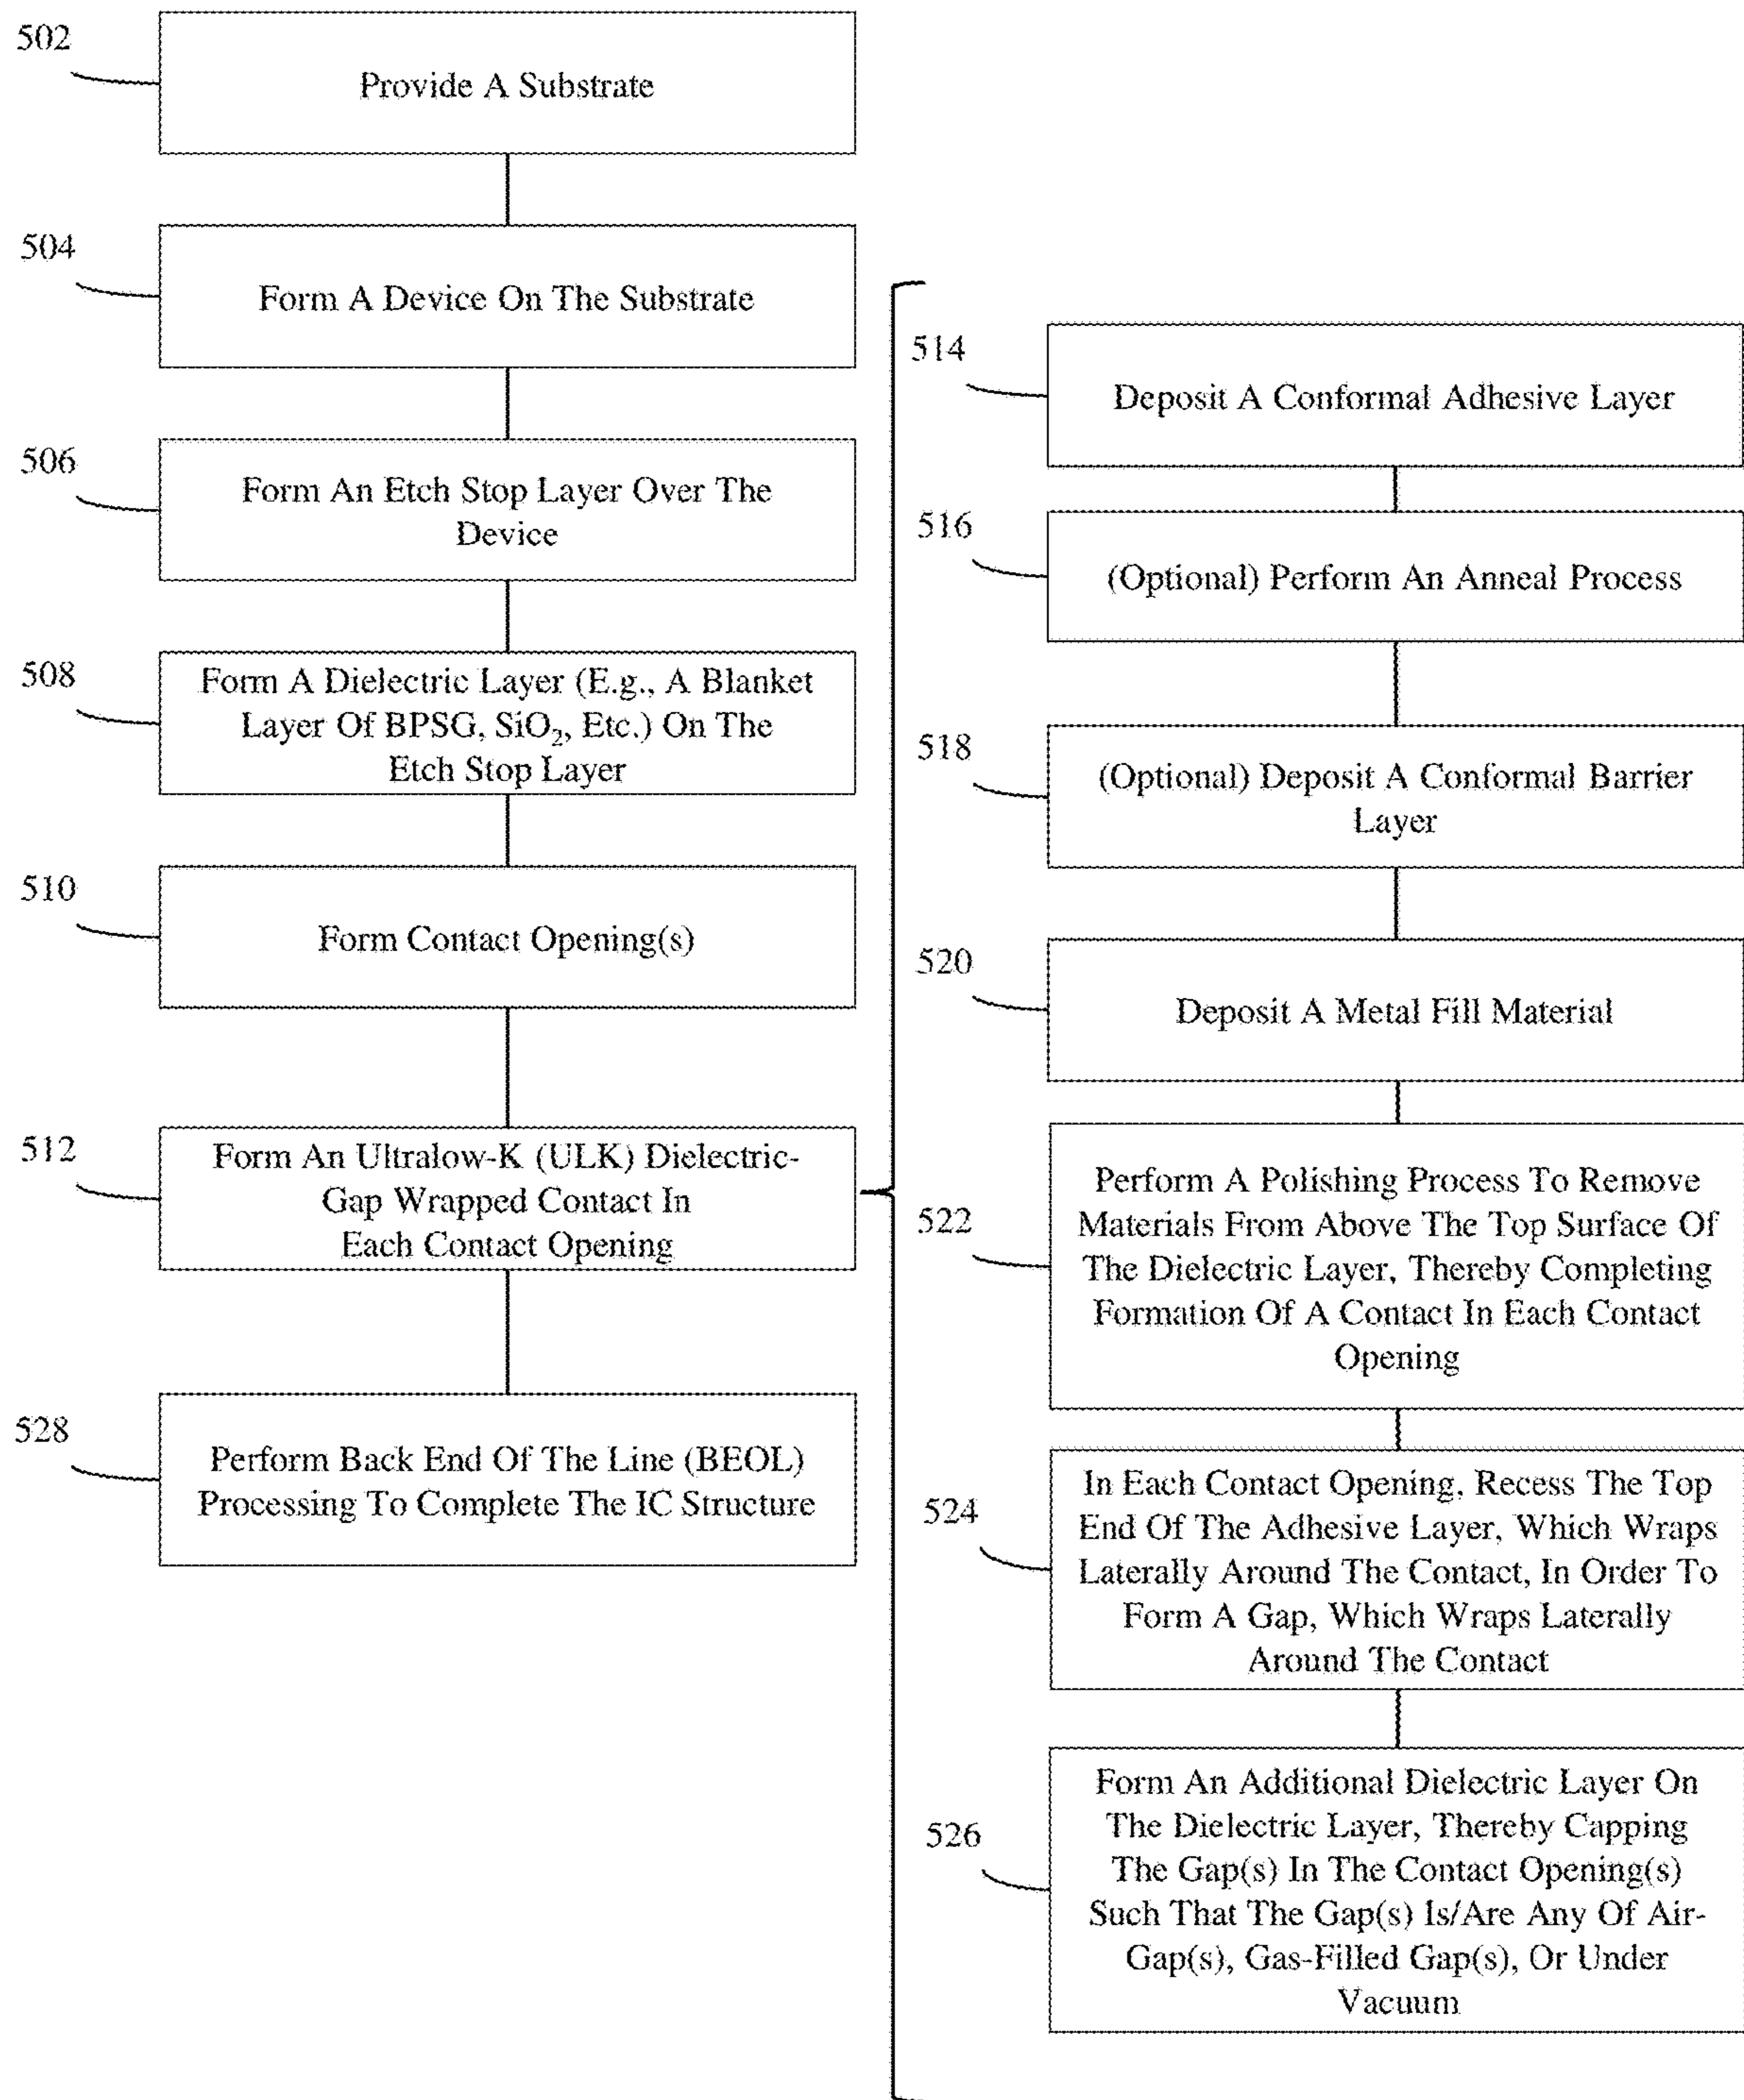 502
Provide A Substrate
504
Form A Device On The Substrate
506
Form An Etch Stop Layer Over The
Device
508
Form A Dielectric Layer (E.g., A Blanket
Layer Of BPSG, SiO₂, Etc.) On The
Etch Stop Layer
510
Form Contact Opening(s)
512
Form An Ultralow-K (ULK) Dielectric-
Gap Wrapped Contact In
Each Contact Opening
528
Perform Back End Of The Line (BEOL)
Processing To Complete The IC Structure
514
Deposit A Conformal Adhesive Layer
516
(Optional) Perform An Anneal Process
518
(Optional) Deposit A Conformal Barrier
Layer
520
Deposit A Metal Fill Material
522
Perform A Polishing Process To Remove
Materials From Above The Top Surface Of
The Dielectric Layer, Thereby Completing
Formation Of A Contact In Each Contact
Opening
524
In Each Contact Opening, Recess The Top
End Of The Adhesive Layer, Which Wraps
Laterally Around The Contact, In Order To
Form A Gap, Which Wraps Laterally
Around The Contact
526
Form An Additional Dielectric Layer On
The Dielectric Layer, Thereby Capping
The Gap(s) In The Contact Opening(s)
Such That The Gap(s) Is/Are Any Of Air-
Gap(s), Gas-Filled Gap(s), Or Under
Vacuum